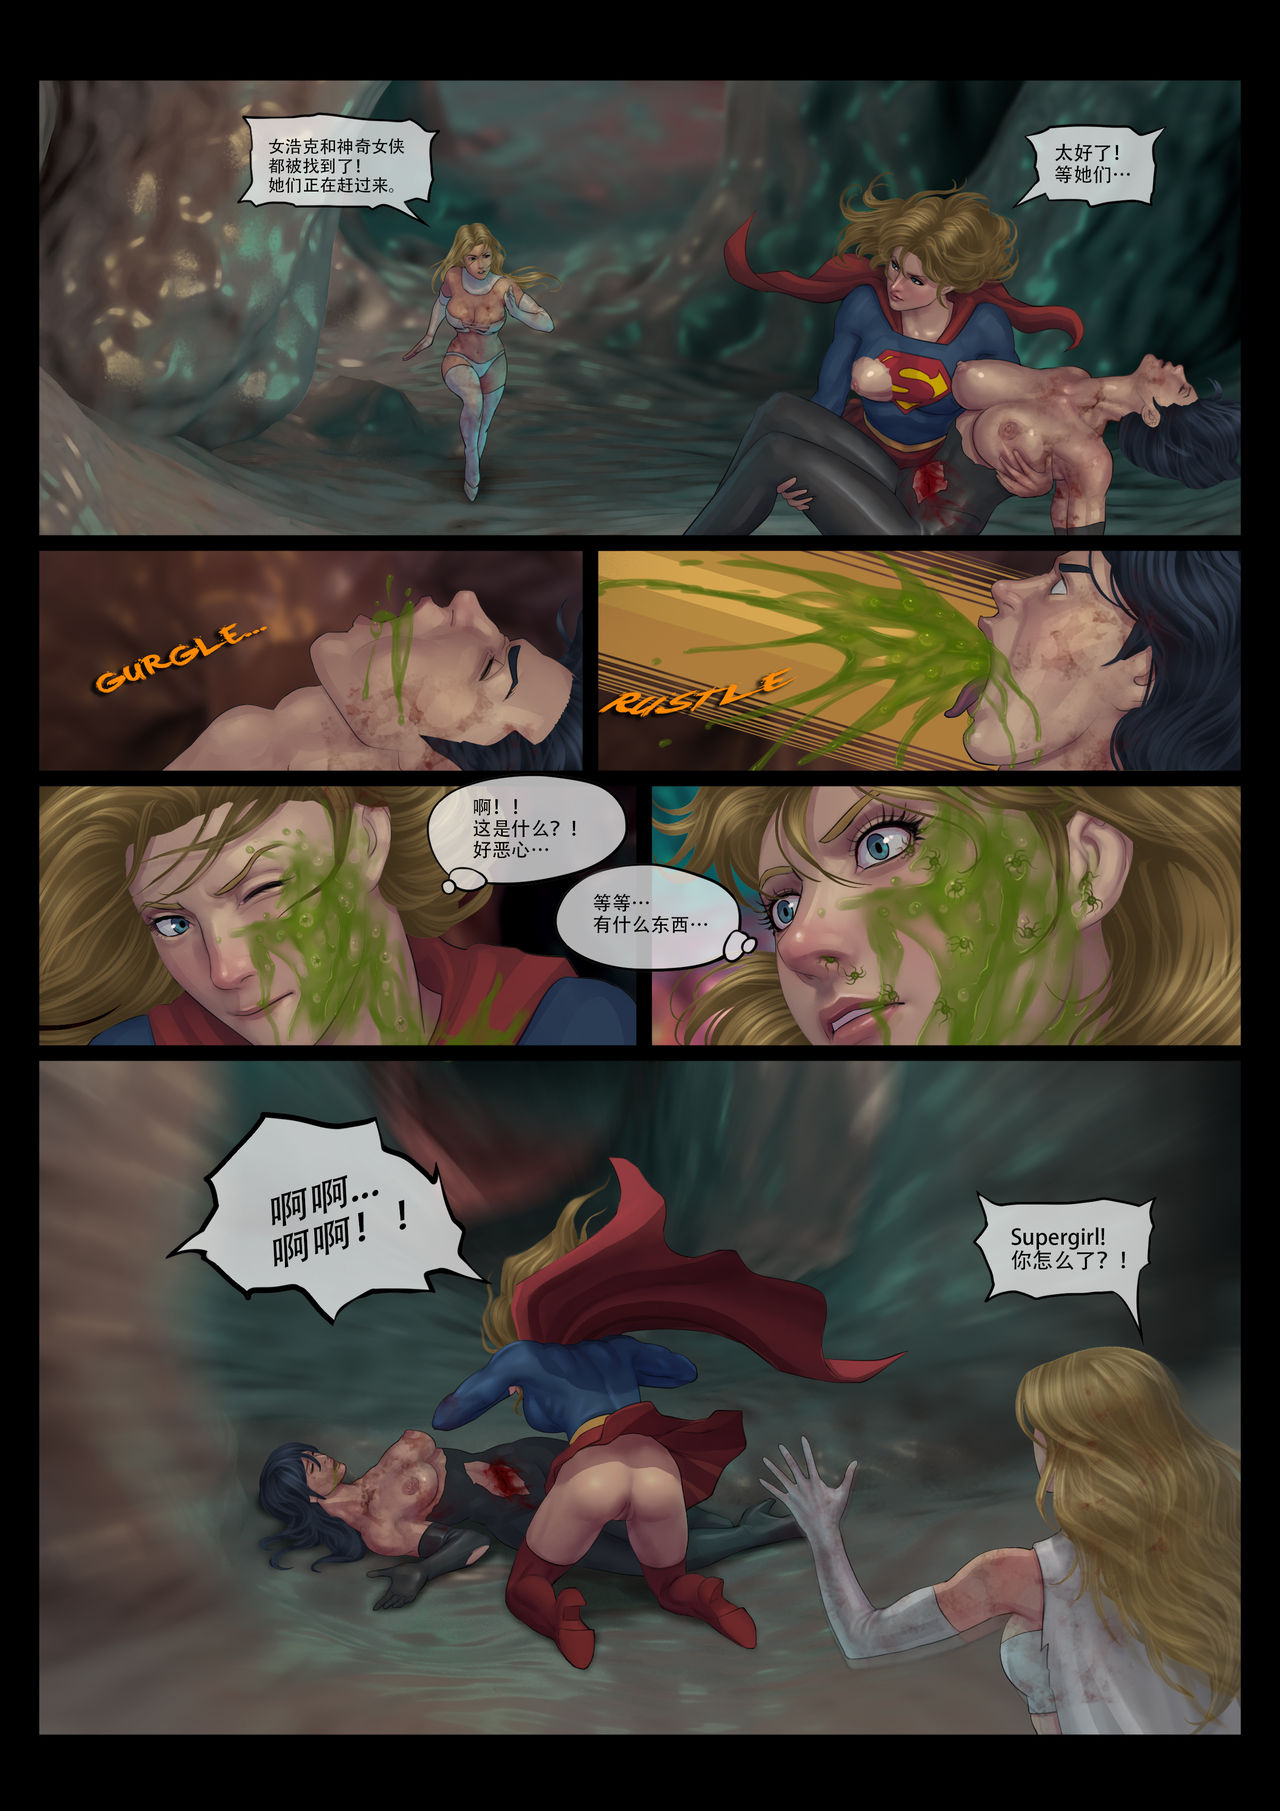 女浩克和神奇女侠
都被找到了！
她们正在赶过来。
太好了！
等她们…
GURGLE...
RUSTLE
啊！！
这是什么？！
好恶心…
等等…
有什么东西…
啊啊…
啊啊！！
Supergirl!
你怎么了？！